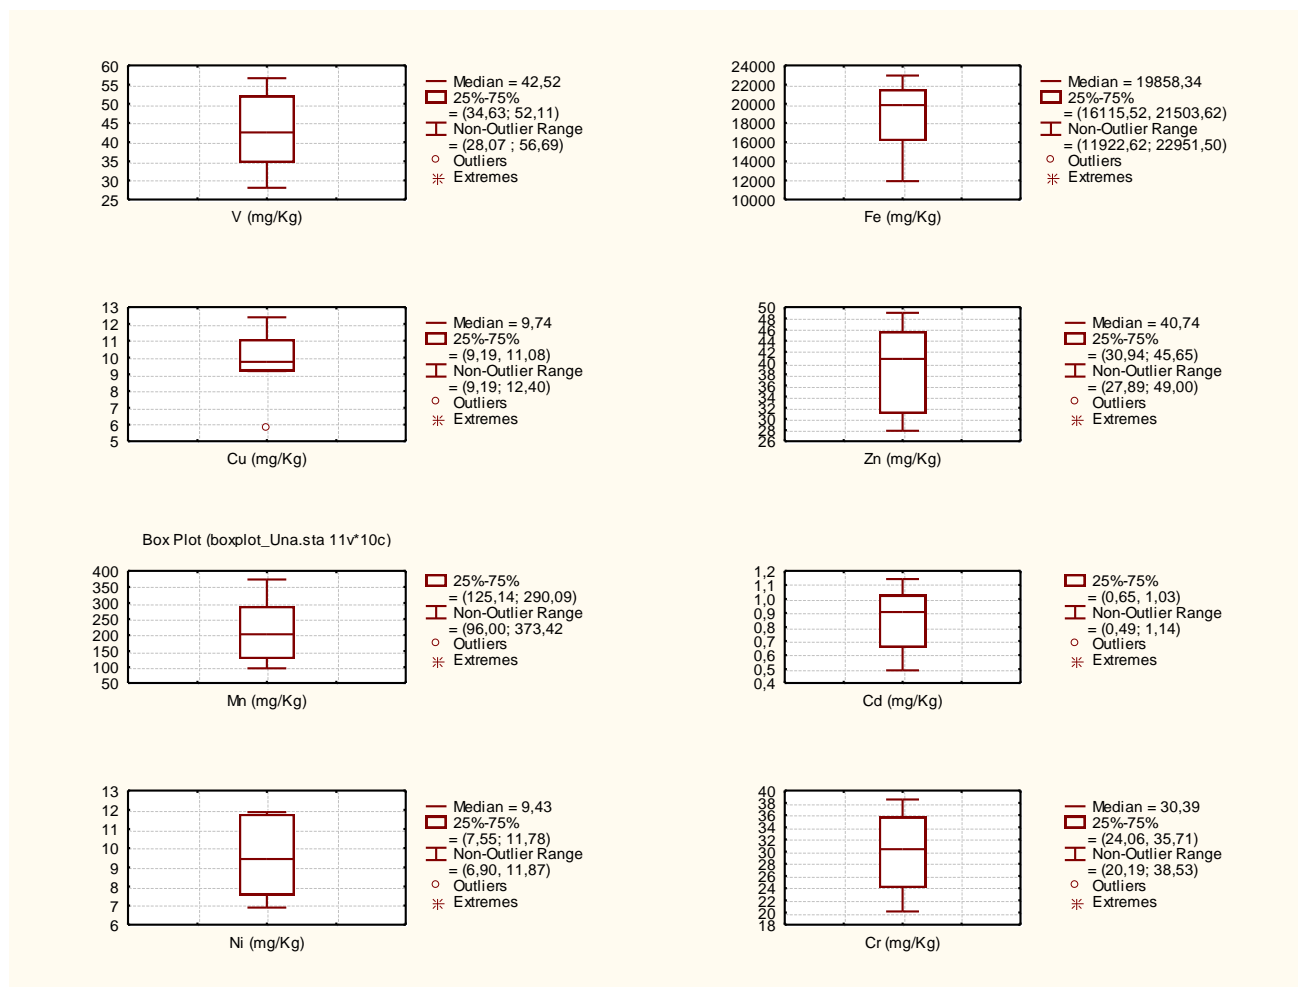 60
55
50
45
40
35
30
25
V (mg/Kg)
Median = 42,52
25%-75%
= (34,63; 52,11)
Non-Outlier Range
= (28,07 ; 56,69)
Outliers
Extremes
24000
22000
20000
18000
16000
14000
12000
10000
Fe (mg/Kg)
Median = 19858,34
25%-75%
= (16115,52, 21503,62)
Non-Outlier Range
= (11922,62; 22951,50)
Outliers
Extremes
13
12
11
10
9
8
7
6
5
Cu (mg/Kg)
Median = 9,74
25%-75%
= (9,19, 11,08)
Non-Outlier Range
= (9,19; 12,40)
Outliers
Extremes
50
48
46
44
42
40
38
36
34
32
30
28
26
Zn (mg/Kg)
Median = 40,74
25%-75%
= (30,94; 45,65)
Non-Outlier Range
= (27,89; 49,00)
Outliers
Extremes
Box Plot (boxplot_Una.sta 11v*10c)
400
350
300
250
200
150
100
50
Mn (mg/Kg)
25%-75%
= (125,14; 290,09)
Non-Outlier Range
= (96,00; 373,42
Outliers
Extremes
1,2
1,1
1,0
0,9
0,8
0,7
0,6
0,5
0,4
Cd (mg/Kg)
25%-75%
= (0,65, 1,03)
Non-Outlier Range
= (0,49; 1,14)
Outliers
Extremes
13
12
11
10
9
8
7
6
Ni (mg/Kg)
Median = 9,43
25%-75%
= (7,55; 11,78)
Non-Outlier Range
= (6,90, 11,87)
Outliers
Extremes
40
38
36
34
32
30
28
26
24
22
20
18
Cr (mg/Kg)
Median = 30,39
25%-75%
= (24,06, 35,71)
Non-Outlier Range
= (20,19; 38,53)
Outliers
Extremes